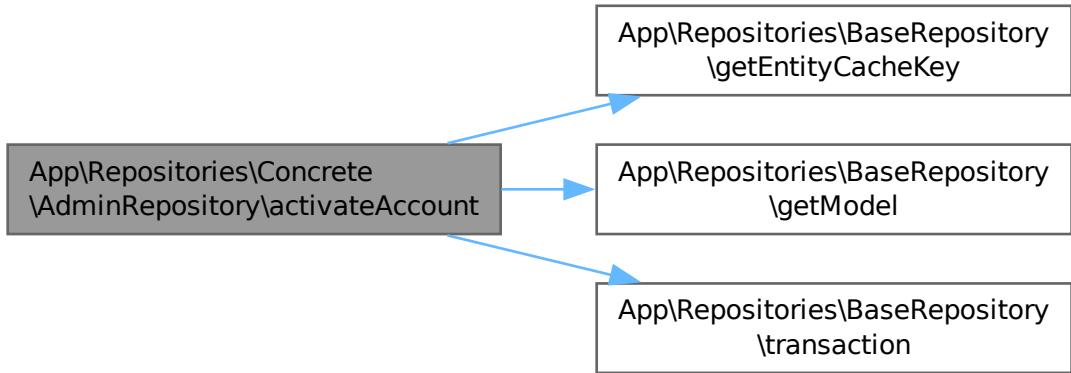 App\Repositories\Concrete
\AdminRepository\activateAccount
App\Repositories\BaseRepository
\getEntityCacheKey
App\Repositories\BaseRepository
\getModel
App\Repositories\BaseRepository
\transaction